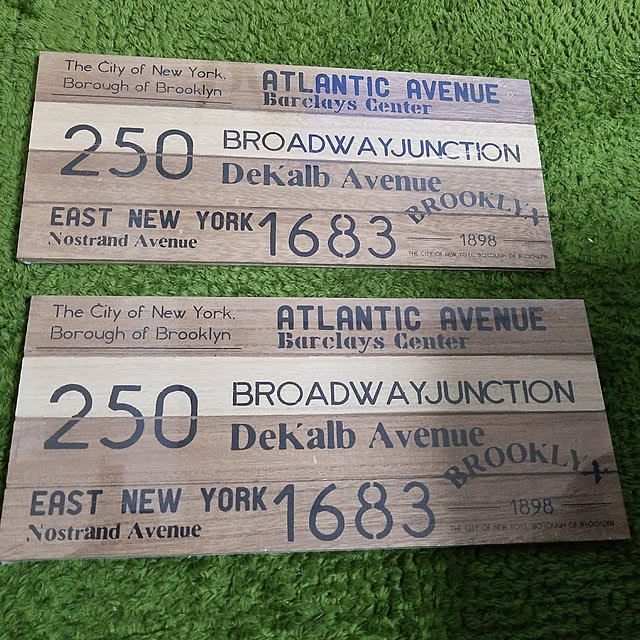 The City of New York.
Borough of Brooklyn
ATLANTIC AVENUE
Barclays Center
250
BROADWAYJUNCTION
DeKalb Avenue
BROOKLYN
EAST NEW YORK
Nostrand Avenue
1683
1898
THE CITY OF NEW YORK. BOROUGH OF BROOKLYN
The City of New York.
Borough of Brooklyn
ATLANTIC AVENUE
Barclays Center
250
BROADWAYJUNCTION
DeKalb Avenue
BROOKLYN
EAST NEW YORK
Nostrand Avenue
1683
1898
THE CITY OF NEW YORK. BOROUGH OF BROOKLYN